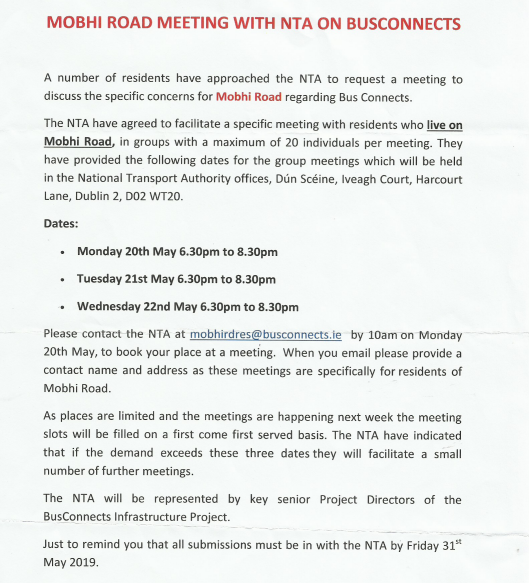 MOBHI ROAD MEETING WITH NTA ON BUSCONNECTS
A number of residents have approached the NTA to request a meeting to
discuss the specific concerns for Mobhi Road regarding Bus Connects.
The NTA have agreed to facilitate a specific meeting with residents who live on
Mobhi Road, in groups with a maximum of 20 individuals per meeting. They
have provided the following dates for the group meetings which will be held
in the National Transport Authority offices, Dún Scéine, Iveagh Court, Harcourt
Lane, Dublin 2, D02 WT20.
Dates:
• Monday 20th May 6.30pm to 8.30pm
• Tuesday 21st May 6.30pm to 8.30pm
• Wednesday 22nd May 6.30pm to 8.30pm
Please contact the NTA at mobhirdres@busconnects.ie by 10am on Monday
20th May, to book your place at a meeting. When you email please provide a
contact name and address as these meetings are specifically for residents of
Mobhi Road.
As places are limited and the meetings are happening next week the meeting
slots will be filled on a first come first served basis. The NTA have indicated
that if the demand exceeds these three dates they will facilitate a small
number of further meetings.
The NTA will be represented by key senior Project Directors of the
BusConnects Infrastructure Project.
Just to remind you that all submissions must be in with the NTA by Friday 31st
May 2019.